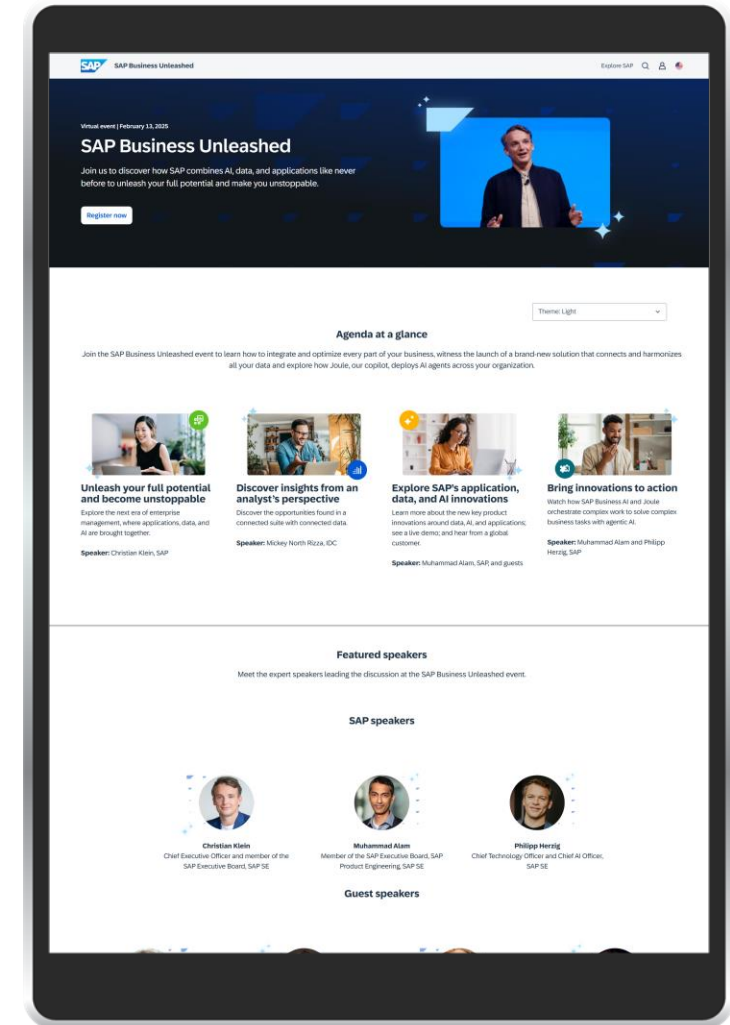 SAP SAP Business Unleashed Explore SAP
Virtual event | February 13, 2025
SAP Business Unleashed
Join us to discover how SAP combines AI, data, and applications like never
before to unleash your full potential and make you unstoppable.
Register now
Theme: Light
Agenda at a glance
Join the SAP Business Unleashed event to learn how to integrate and optimize every part of your business, witness the launch of a brand-new solution that connects and harmonizes
all your data and explore how Joule, our copilot, deploys AI agents across your organization.
Unleash your full potential
and become unstoppable
Explore the next era of enterprise
management, where applications, data, and
AI are brought together.
Speaker: Christian Klein, SAP
Discover insights from an
analyst's perspective
Discover the opportunities found in a
connected suite with connected data.
Speaker: Mickey North Rizza, IDC
Explore SAP's application,
data, and AI innovations
Learn more about the new key product
innovations around data, AI, and applications;
see a live demo; and hear from a global
customer.
Speaker: Muhammad Alam, SAP, and guests
Bring innovations to action
Watch how SAP Business AI and Joule
orchestrate complex work to solve complex
business tasks with agentic AI.
Speaker: Muhammad Alam and Philipp
Herzig, SAP
Featured speakers
Meet the expert speakers leading the discussion at the SAP Business Unleashed event.
SAP speakers
Christian Klein
Chief Executive Officer and member of the
SAP Executive Board, SAP SE
Muhammad Alam
Member of the SAP Executive Board, SAP
Product Engineering, SAP SE
Philipp Herzig
Chief Technology Officer and Chief AI Officer,
SAP SE
Guest speakers